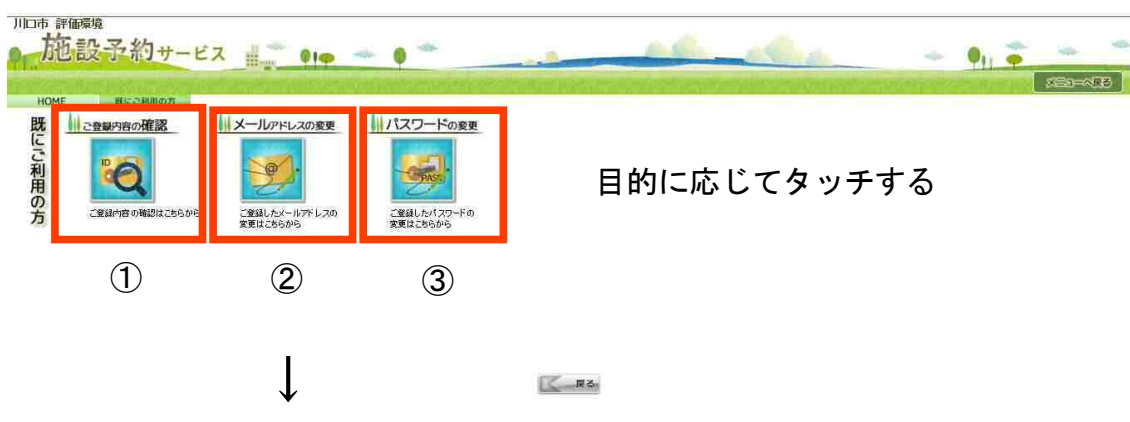 川口市 評価環境
施設予約サービス
メニューへ戻る
HOME 既にご利用の方
既にご利用の方
ご登録内容の確認
メールアドレスの変更
パスワードの変更
ID
@
PASS
ご登録内容の確認はこちらから
ご登録したメールアドレスの
変更はこちらから
ご登録したパスワードの
変更はこちらから
目的に応じてタッチする
① ② ③
↓
戻る